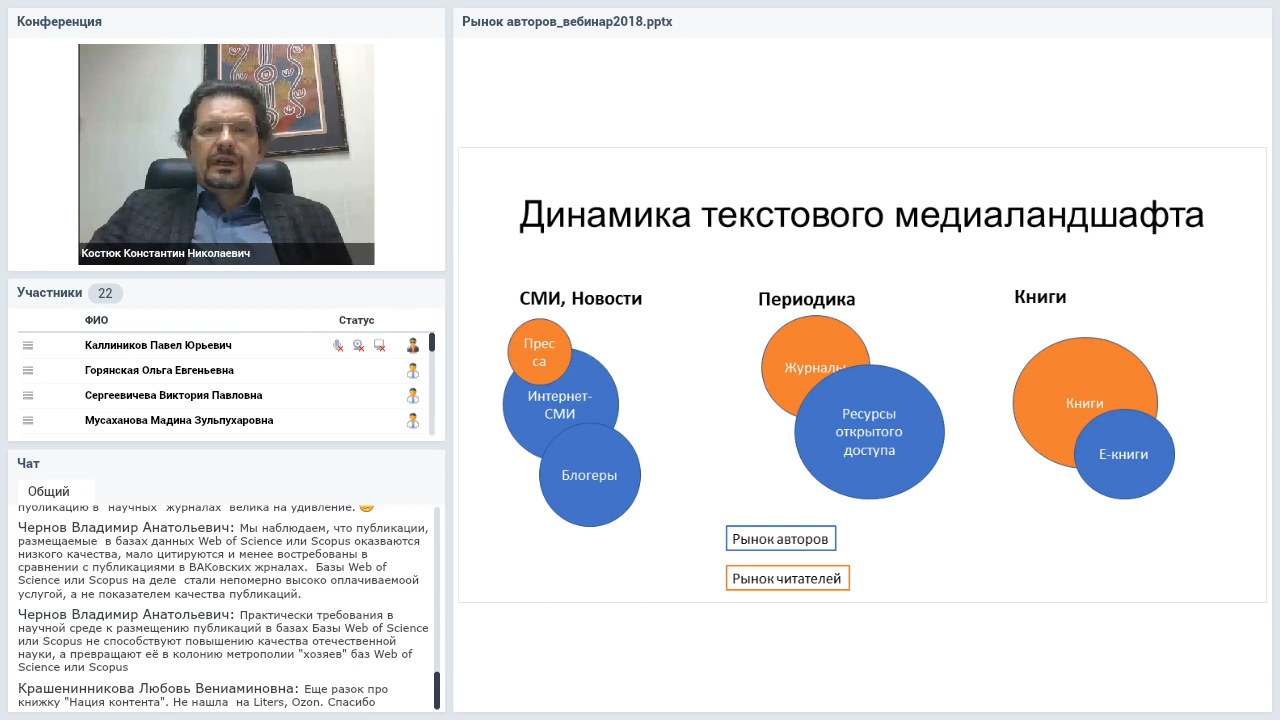 Конференция
Костюк Константин Николаевич
Участники 22
ФИО Статус
Каллиников Павел Юрьевич
Горянская Ольга Евгеньевна
Сергеевичева Виктория Павловна
Мусаханова Мадина Зульпухаровна
Чат
Общий
публикацию в "научных" журналах велика на удивление.
Чернов Владимир Анатольевич: Мы наблюдаем, что публикации,
размещаемые в базах данных Web of Science или Scopus оказваются
низкого качества, мало цитируются и менее востребованы в
сравнении с публикациями в ВАКовских жрналах. Базы Web of
Science или Scopus на деле стали непомерно высоко оплачиваемоой
услугой, а не показателем качества публикаций.
Чернов Владимир Анатольевич: Практически требования в
научной среде к размещению публикаций в базах Базы Web of Science
или Scopus не способствуют повышению качества отечественной
науки, а превращают её в колонию метрополии "хозяев" баз Web of
Science или Scopus
Крашенинникова Любовь Вениаминовна: Еще разок про
книжку "Нация контента". Не нашла на Liters, Ozon. Спасибо
Рынок авторов_вебинар2018.pptx
Динамика текстового медиаландшафта
СМИ, Новости
Прес
са
Интернет-
СМИ
Блогеры
Периодика
Журналы
Ресурсы
открытого
доступа
Книги
Книги
Е-книги
Рынок авторов
Рынок читателей